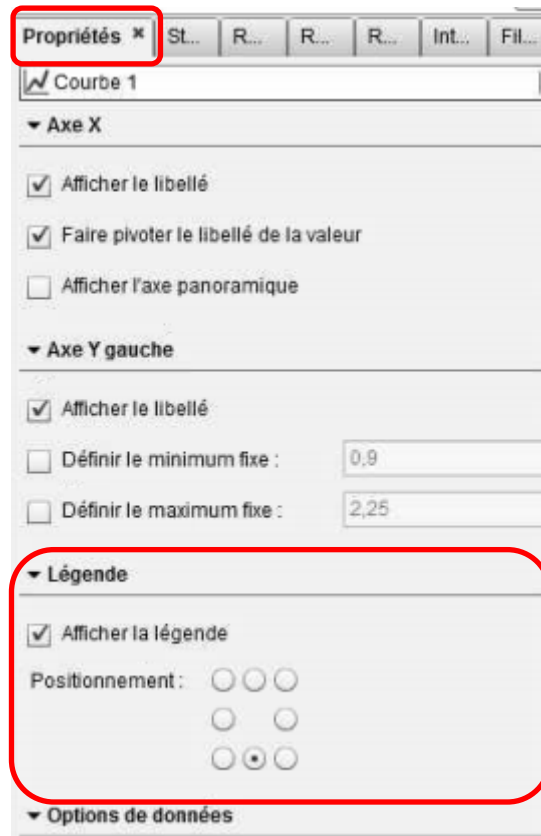 Propriétés × St... R... R... R... Int... Fil...
Courbe 1
Axe X
Afficher le libellé
Faire pivoter le libellé de la valeur
Afficher l'axe panoramique
Axe Y gauche
Afficher le libellé
Définir le minimum fixe : 0,9
Définir le maximum fixe : 2,25
Légende
Afficher la légende
Positionnement :
Options de données